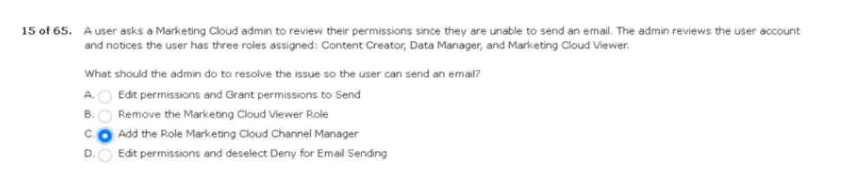 15 of 65. A user asks a Marketing Cloud admin to review their permissions since they are unable to send an email. The admin reviews the user account
and notices the user has three roles assigned: Content Creator, Data Manager, and Marketing Cloud Viewer.
What should the admin do to resolve the issue so the user can send an email?
A. Edit permissions and Grant permissions to Send
B. Remove the Marketing Cloud Viewer Role
C. Add the Role Marketing Cloud Channel Manager
D. Edit permissions and deselect Deny for Email Sending